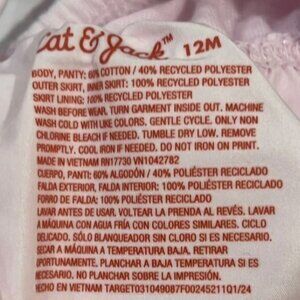 Cat & Jack™ 12M
BODY, PANTY: 60% COTTON / 40% RECYCLED POLYESTER
OUTER SKIRT, INNER SKIRT: 100% RECYCLED POLYESTER
SKIRT LINING: 100% RECYCLED POLYESTER
WASH BEFORE WEAR. TURN GARMENT INSIDE OUT. MACHINE
WASH COLD WITH LIKE COLORS. GENTLE CYCLE. ONLY NON
CHLORINE BLEACH IF NEEDED. TUMBLE DRY LOW. REMOVE
PROMPTLY. COOL IRON IF NEEDED. DO NOT IRON ON PRINT.
MADE IN VIETNAM RN17730 VN1042782
CUERPO, PANTY: 60% ALGODÓN / 40% POLIÉSTER RECICLADO
FALDA EXTERIOR, FALDA INTERIOR: 100% POLIÉSTER RECICLADO
FORRO DE FALDA: 100% POLIÉSTER RECICLADO
LAVAR ANTES DE USAR. VOLTEAR LA PRENDA AL REVÉS. LAVAR
A MÁQUINA CON AGUA FRÍA CON COLORES SIMILARES. CICLO
DELICADO. SÓLO BLANQUEADOR SIN CLORO SI ES NECESARIO.
SECAR A MÁQUINA A TEMPERATURA BAJA. RETIRAR
OPORTUNAMENTE. PLANCHAR A BAJA TEMPERATURA SI ES
NECESARIO. NO PLANCHAR SOBRE LA IMPRESIÓN.
HECHO EN VIETNAM TARGET031049087F00245211Q1/24